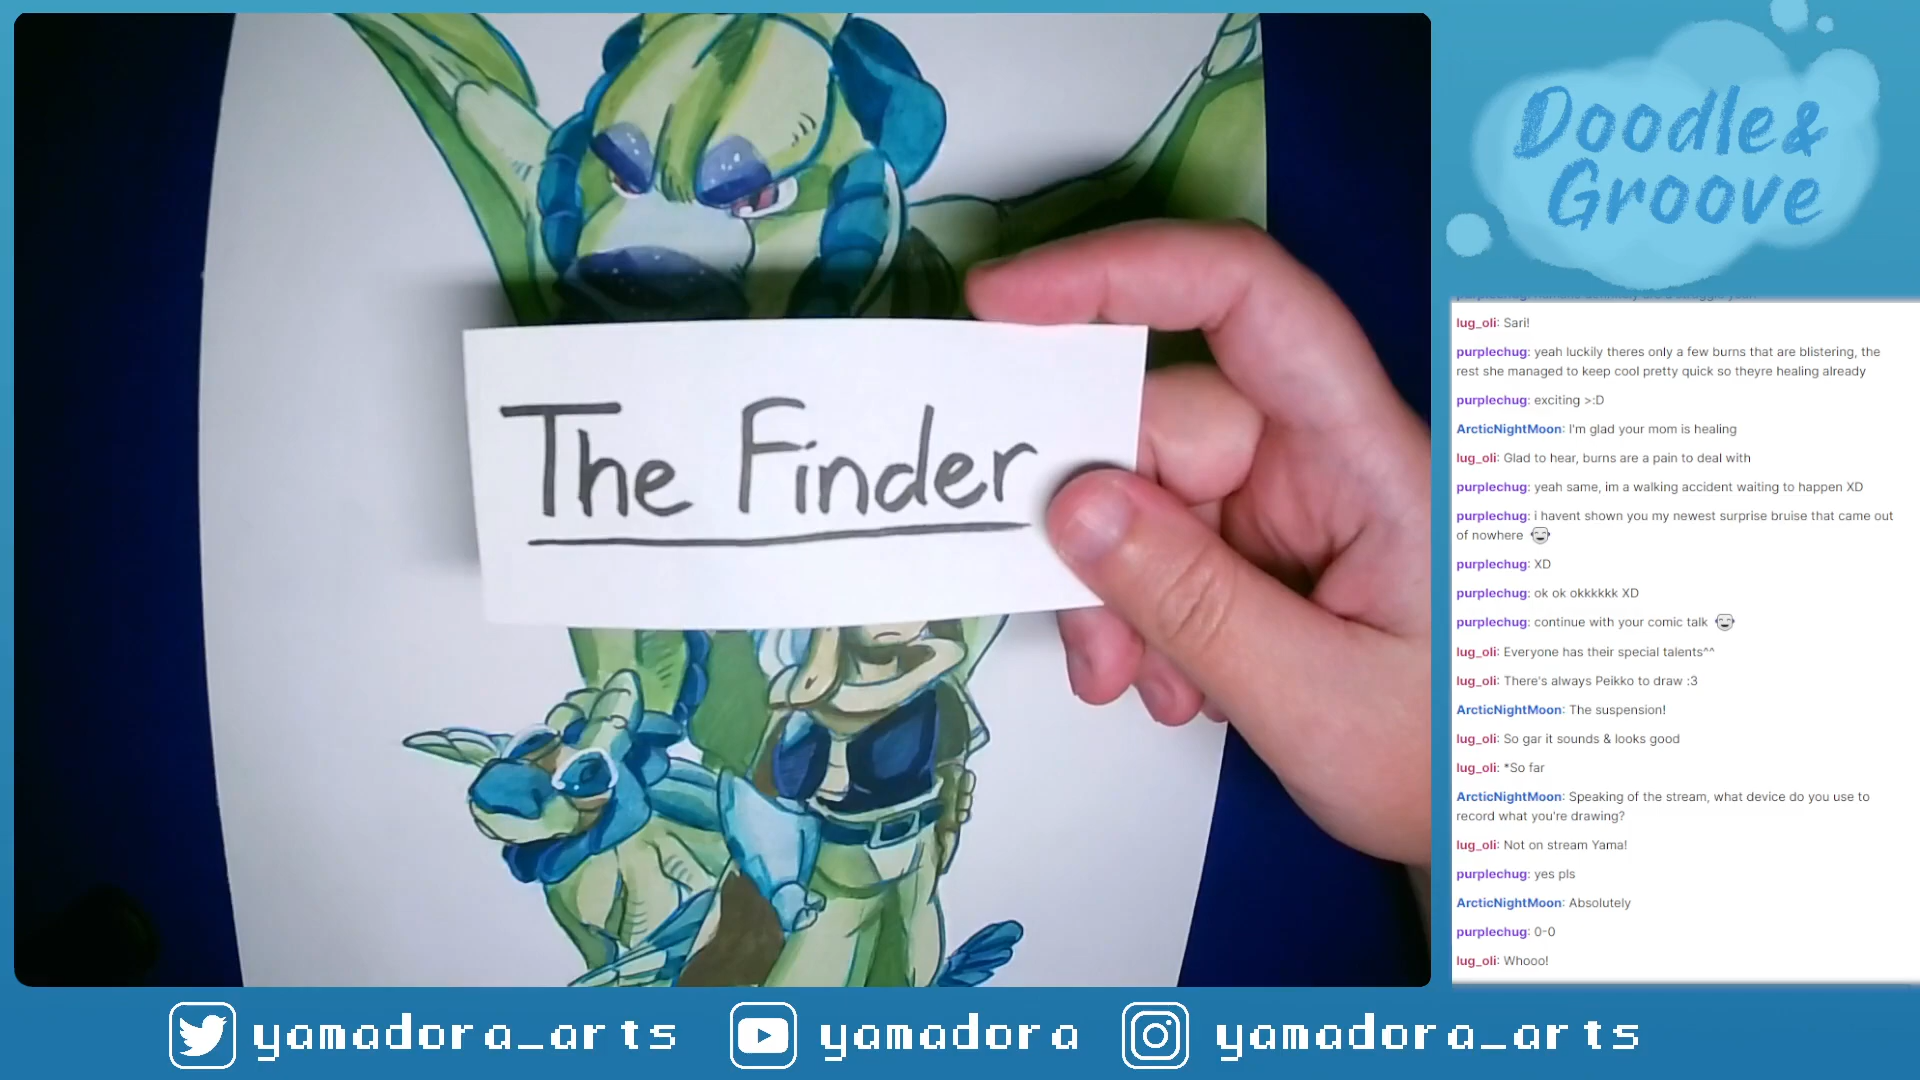 The Finder
Doodle&
Groove
lug_oli: Sari!
purplechug: yeah luckily theres only a few burns that are blistering, the
rest she managed to keep cool pretty quick so theyre healing already
purplechug: exciting >:D
ArcticNightMoon: I'm glad your mom is healing
lug_oli: Glad to hear, burns are a pain to deal with
purplechug: yeah same, im a walking accident waiting to happen XD
purplechug: i havent shown you my newest surprise bruise that came out
of nowhere
purplechug: XD
purplechug: ok ok okkkkkk XD
purplechug: continue with your comic talk
lug_oli: Everyone has their special talents^^
lug_oli: There's always Peikko to draw :3
ArcticNightMoon: The suspension!
lug_oli: So gar it sounds & looks good
lug_oli: *So far
ArcticNightMoon: Speaking of the stream, what device do you use to
record what you're drawing?
lug_oli: Not on stream Yama!
purplechug: yes pls
ArcticNightMoon: Absolutely
purplechug: 0-0
lug_oli: Whooo!
yamadora_arts
yamadora
yamadora_arts